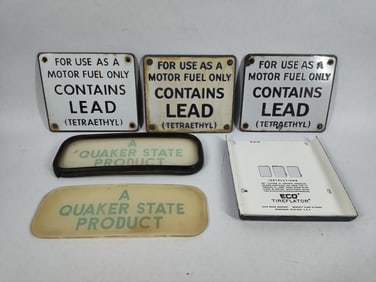 FOR USE AS A
MOTOR FUEL ONLY
CONTAINS
LEAD
(TETRAETHYL)
FOR USE AS A
MOTOR FUEL ONLY
CONTAINS
LEAD
(TETRAETHYL)
FOR USE AS A
MOTOR FUEL ONLY
CONTAINS
LEAD
(TETRAETHYL)
A
QUAKER STATE
PRODUCT
INSTRUCTIONS
ECO
TIREFLATOR
A
QUAKER STATE
PRODUCT